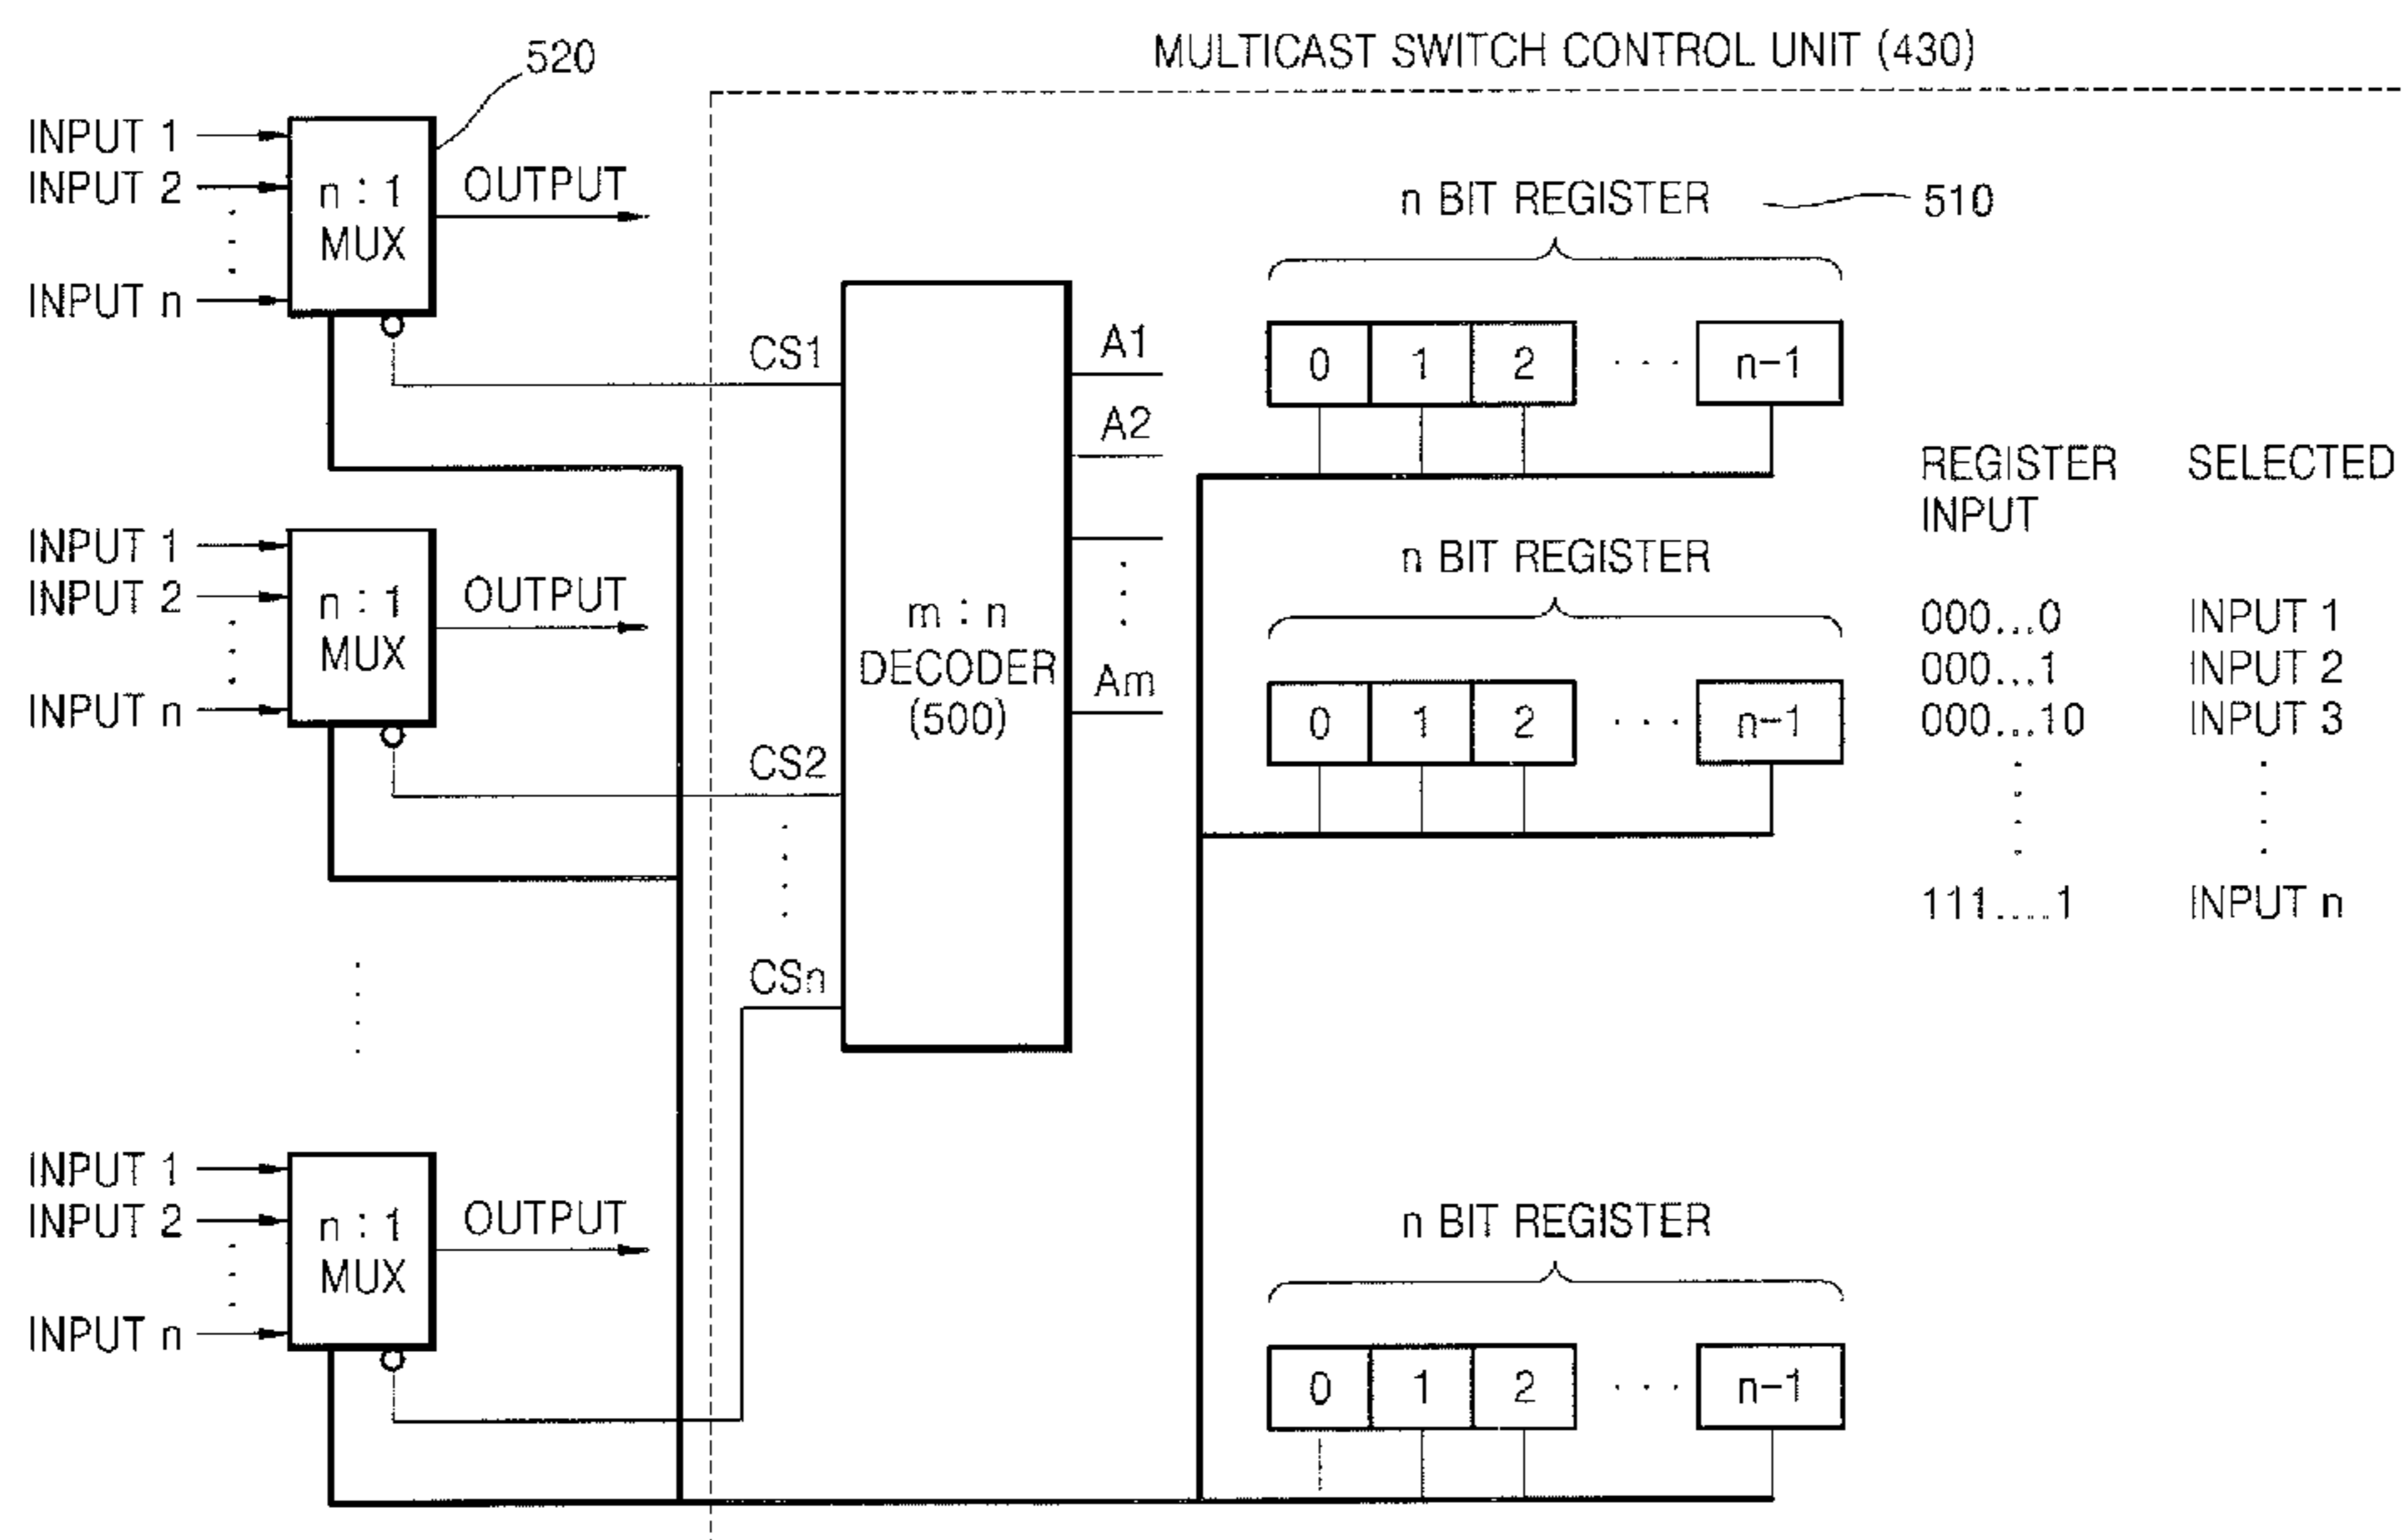 MULTICAST SWITCH CONTROL UNIT (430)
520
INPUT 1
INPUT 2
INPUT n
n : 1
MUX
OUTPUT
CS1
INPUT 1
INPUT 2
INPUT n
n : 1
MUX
OUTPUT
CS2
CSn
INPUT 1
INPUT 2
INPUT n
n : 1
MUX
OUTPUT
m : n
DECODER
(500)
A1
A2
Am
n BIT REGISTER
510
0 1 2 ... n-1
n BIT REGISTER
0 1 2 ... n-1
n BIT REGISTER
0 1 2 ... n-1
REGISTER SELECTED
INPUT
000...0 INPUT 1
000...1 INPUT 2
000...10 INPUT 3
111.....1 INPUT n